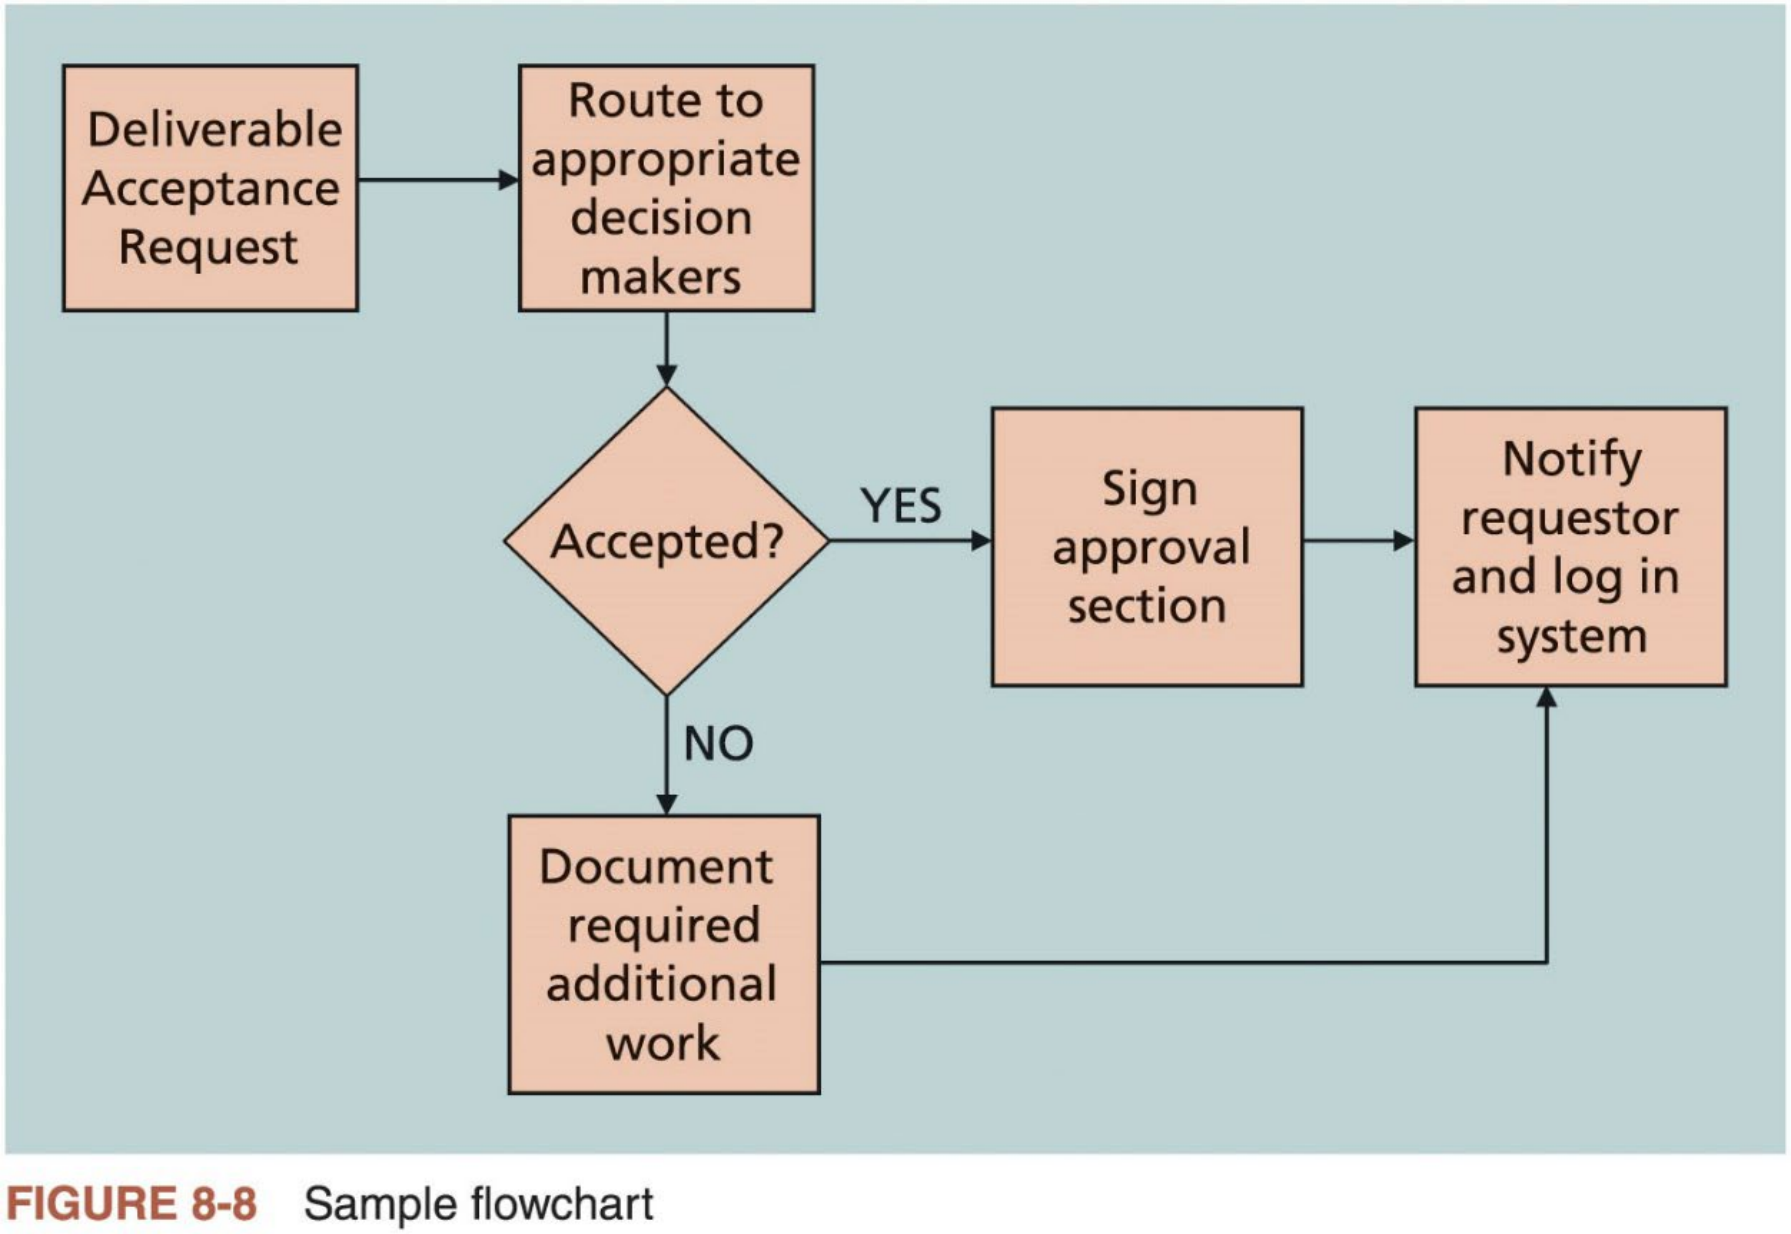 Deliverable
Acceptance
Request
Route to
appropriate
decision
makers
Accepted?
YES
Sign
approval
section
Notify
requestor
and log in
system
NO
Document
required
additional
work
FIGURE 8-8 Sample flowchart